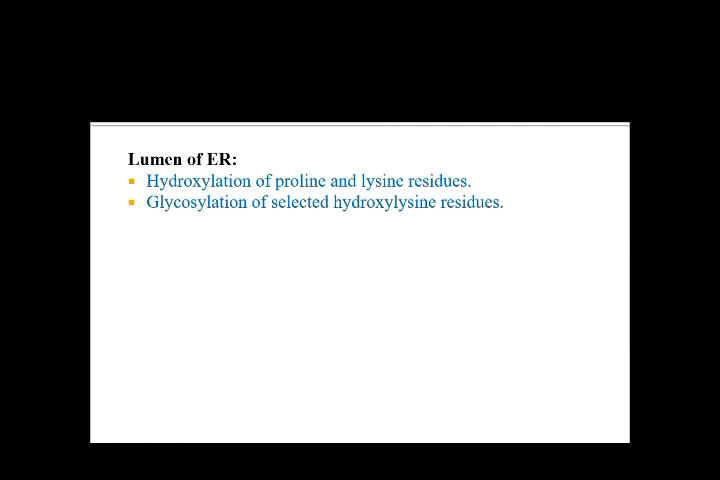 Lumen of ER:
▪ Hydroxylation of proline and lysine residues.
▪ Glycosylation of selected hydroxylysine residues.